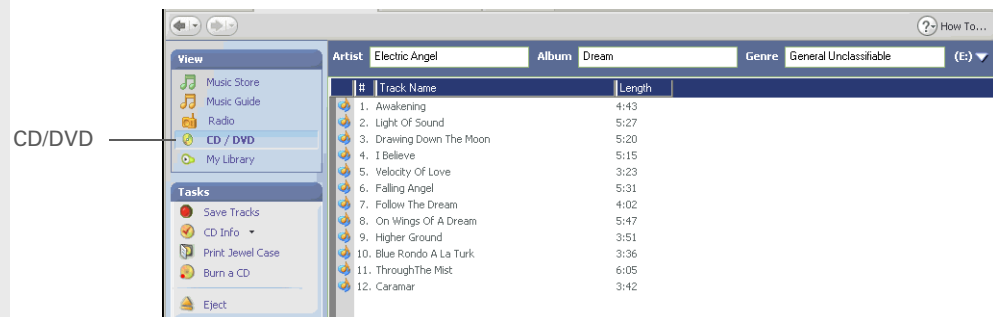 How To...
View
Artist Electric Angel Album Dream Genre General Unclassifiable (E:)
Music Store
Music Guide
Radio
CD / DVD
My Library
CD/DVD
Tasks
Save Tracks
CD Info
Print Jewel Case
Burn a CD
Eject
# Track Name Length
1. Awakening 4:43
2. Light Of Sound 5:27
3. Drawing Down The Moon 5:20
4. I Believe 5:15
5. Velocity Of Love 3:23
6. Falling Angel 5:31
7. Follow The Dream 4:02
8. On Wings Of A Dream 5:47
9. Higher Ground 3:51
10. Blue Rondo A La Turk 3:36
11. ThroughThe Mist 6:05
12. Caramar 3:42